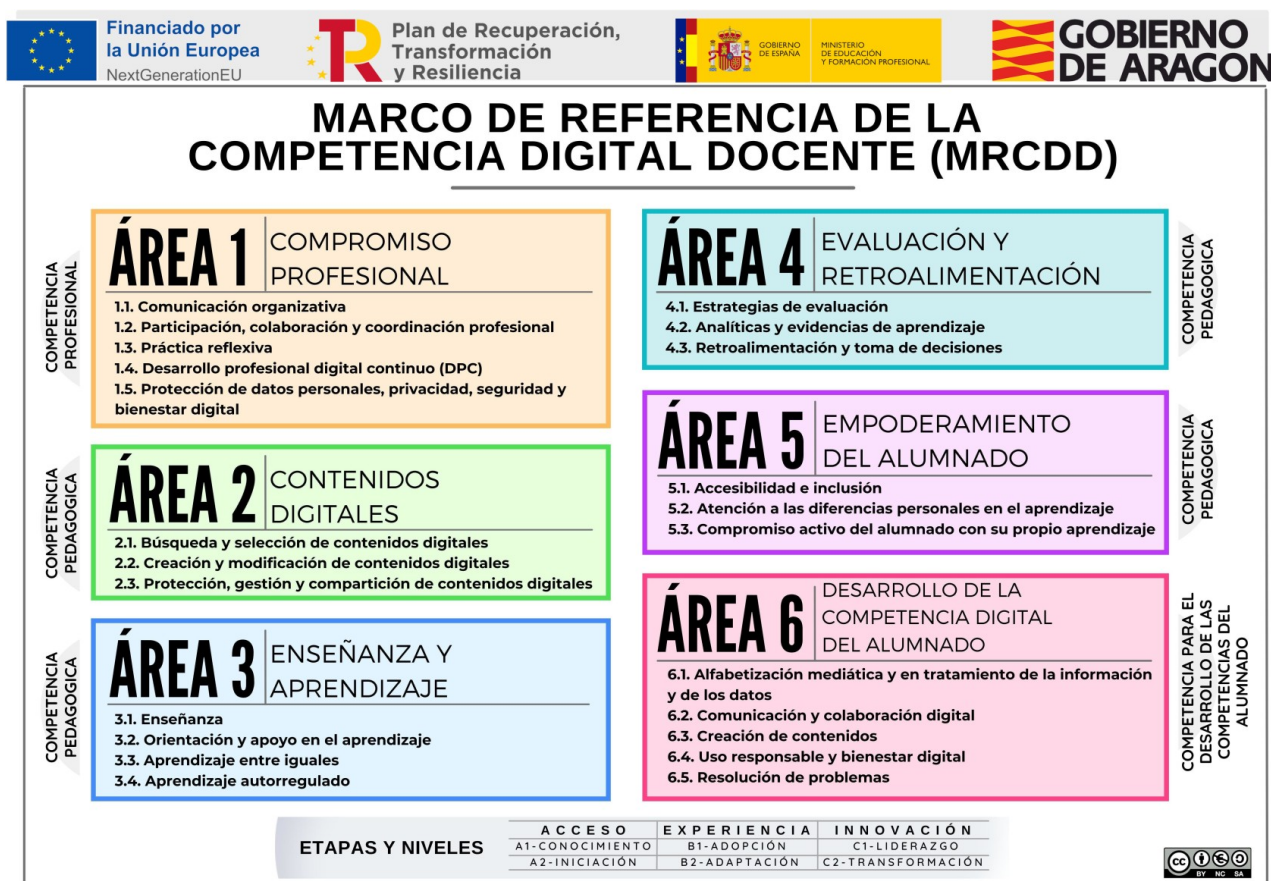 Financiado por
la Unión Europea
NextGenerationEU
Plan de Recuperación,
Transformación
y Resiliencia
GOBIERNO
DE ESPAÑA
MINISTERIO
DE EDUCACIÓN
Y FORMACIÓN PROFESIONAL
GOBIERNO
DE ARAGON
MARCO DE REFERENCIA DE LA
COMPETENCIA DIGITAL DOCENTE (MRCDD)
COMPETENCIA
PROFESIONAL
ÁREA 1
COMPROMISO
PROFESIONAL
1.1. Comunicación organizativa
1.2. Participación, colaboración y coordinación profesional
1.3. Práctica reflexiva
1.4. Desarrollo profesional digital continuo (DPC)
1.5. Protección de datos personales, privacidad, seguridad y
bienestar digital
COMPETENCIA
PEDAGOGICA
ÁREA 2
CONTENIDOS
DIGITALES
2.1. Búsqueda y selección de contenidos digitales
2.2. Creación y modificación de contenidos digitales
2.3. Protección, gestión y compartición de contenidos digitales
COMPETENCIA
PEDAGOGICA
ÁREA 3
ENSEÑANZA Y
APRENDIZAJE
3.1. Enseñanza
3.2. Orientación y apoyo en el aprendizaje
3.3. Aprendizaje entre iguales
3.4. Aprendizaje autorregulado
ÁREA 4
EVALUACIÓN Y
RETROALIMENTACIÓN
4.1. Estrategias de evaluación
4.2. Analíticas y evidencias de aprendizaje
4.3. Retroalimentación y toma de decisiones
COMPETENCIA
PEDAGOGICA
ÁREA 5
EMPODERAMIENTO
DEL ALUMNADO
5.1. Accesibilidad e inclusión
5.2. Atención a las diferencias personales en el aprendizaje
5.3. Compromiso activo del alumnado con su propio aprendizaje
COMPETENCIA
PEDAGOGICA
ÁREA 6
DESARROLLO DE LA
COMPETENCIA DIGITAL
DEL ALUMNADO
6.1. Alfabetización mediática y en tratamiento de la información
y de los datos
6.2. Comunicación y colaboración digital
6.3. Creación de contenidos
6.4. Uso responsable y bienestar digital
6.5. Resolución de problemas
COMPETENCIA PARA EL
DESARROLLO DE LAS
COMPETENCIAS DEL
ALUMNADO
ETAPAS Y NIVELES
ACCESO EXPERIENCIA INNOVACIÓN
A1-CONOCIMIENTO B1-ADOPCIÓN C1-LIDERAZGO
A2-INICIACIÓN B2-ADAPTACIÓN C2-TRANSFORMACIÓN
cc
BY NC SA